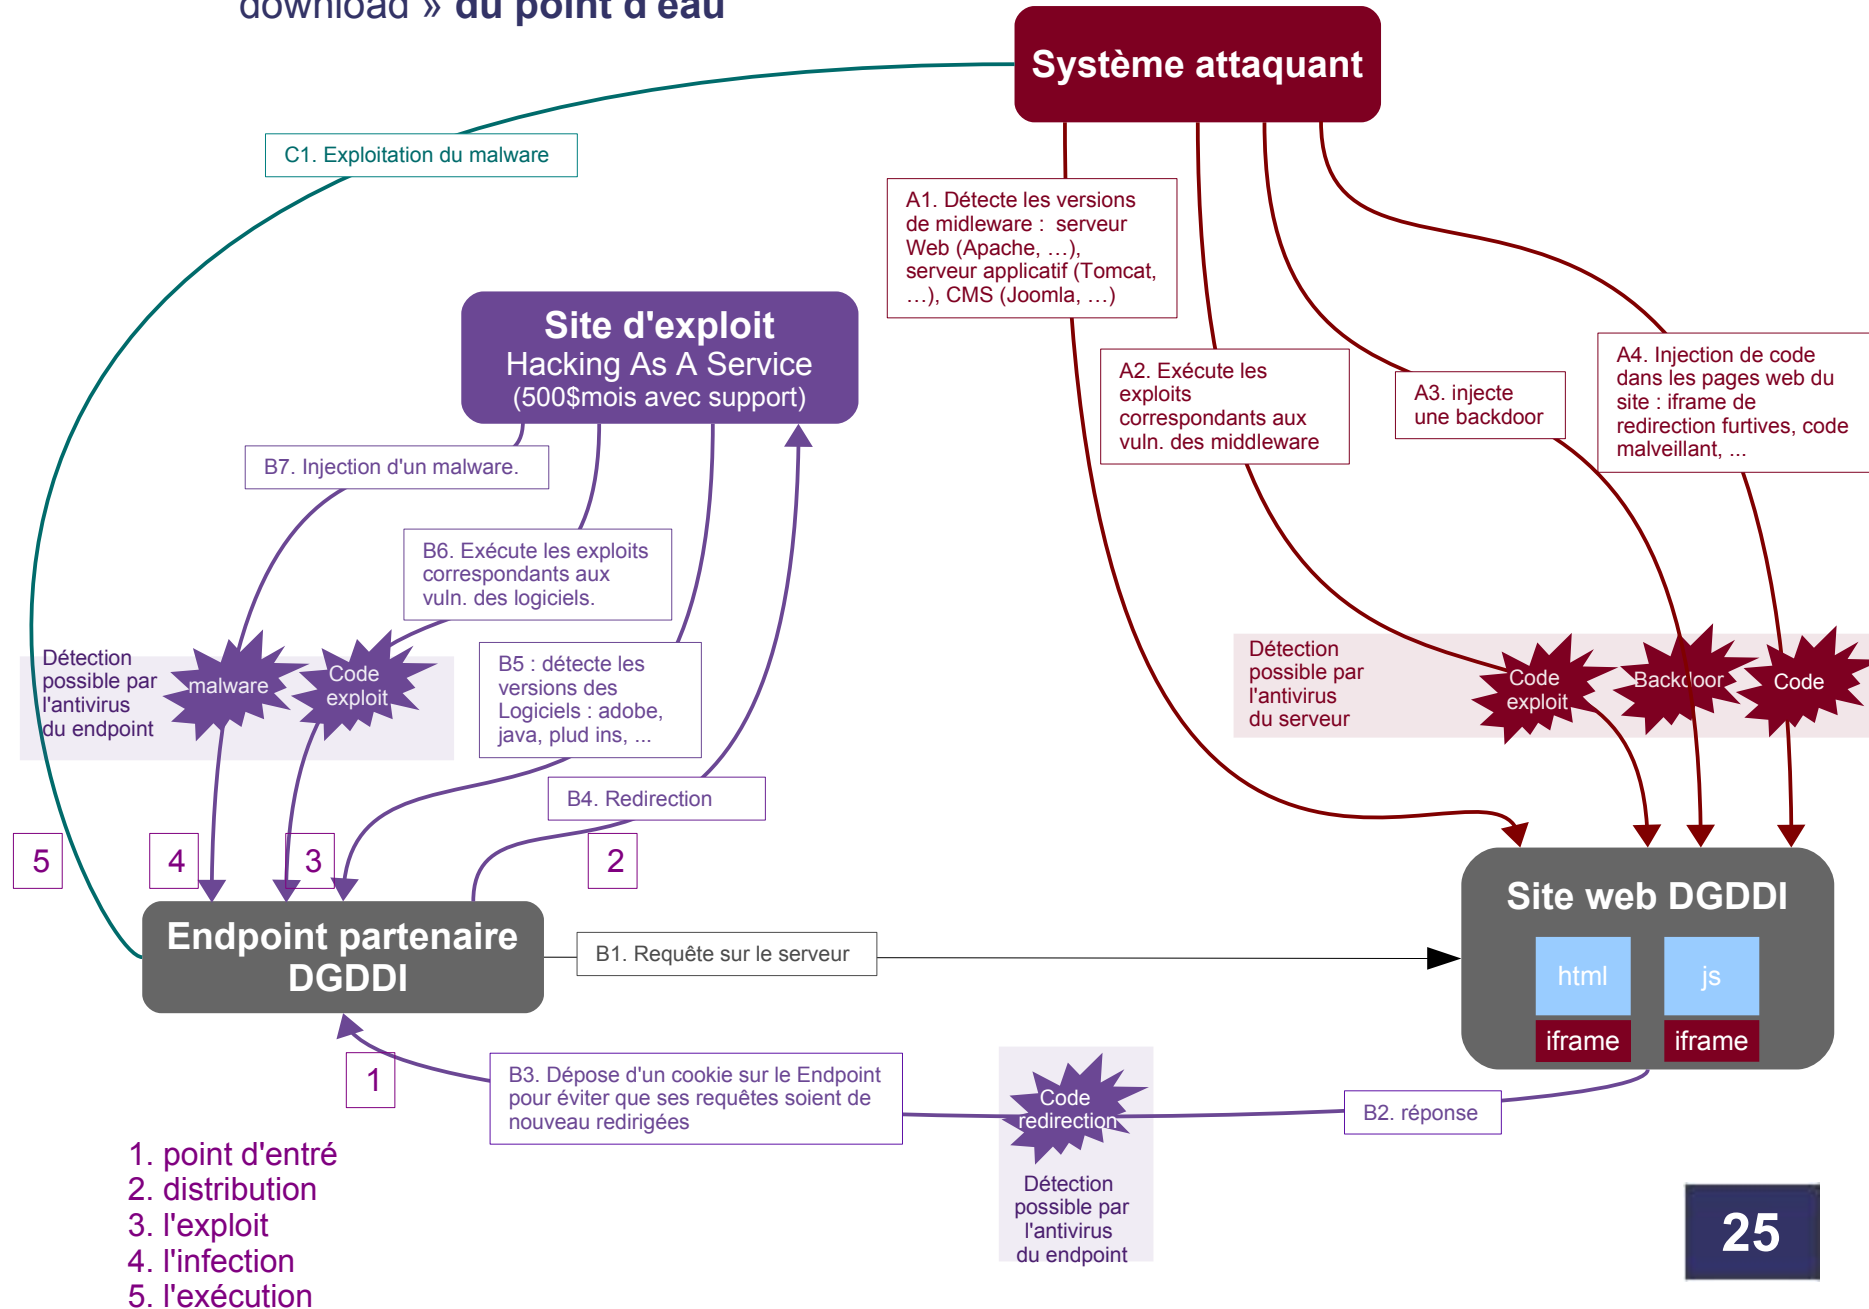 download » du point d'eau
Système attaquant
C1. Exploitation du malware
A1. Détecte les versions
de midleware :  serveur
Web (Apache, …),
serveur applicatif (Tomcat,
…), CMS (Joomla, …)
Site d'exploit
Hacking As A Service
(500$mois avec support)
A2. Exécute les
exploits
correspondants aux
vuln. des middleware
A3. injecte
une backdoor
A4. Injection de code
dans les pages web du
site : iframe de
redirection furtives, code
malveillant, ...
B7. Injection d'un malware.
B6. Exécute les exploits
correspondants aux
vuln. des logiciels.
Détection
possible par
l'antivirus
du endpoint
malware
Code
exploit
B5 : détecte les
versions des
Logiciels : adobe,
java, plud ins, ...
Détection
possible par
l'antivirus
du serveur
Code
exploit
Backdoor
Code
B4. Redirection
5
4
3
2
Endpoint partenaire
DGDDI
B1. Requête sur le serveur
Site web DGDDI
html
js
iframe
iframe
1
B3. Dépose d'un cookie sur le Endpoint
pour éviter que ses requêtes soient de
nouveau redirigées
Code
redirection
B2. réponse
Détection
possible par
l'antivirus
du endpoint
1. point d'entré
2. distribution
3. l'exploit
4. l'infection
5. l'exécution
25